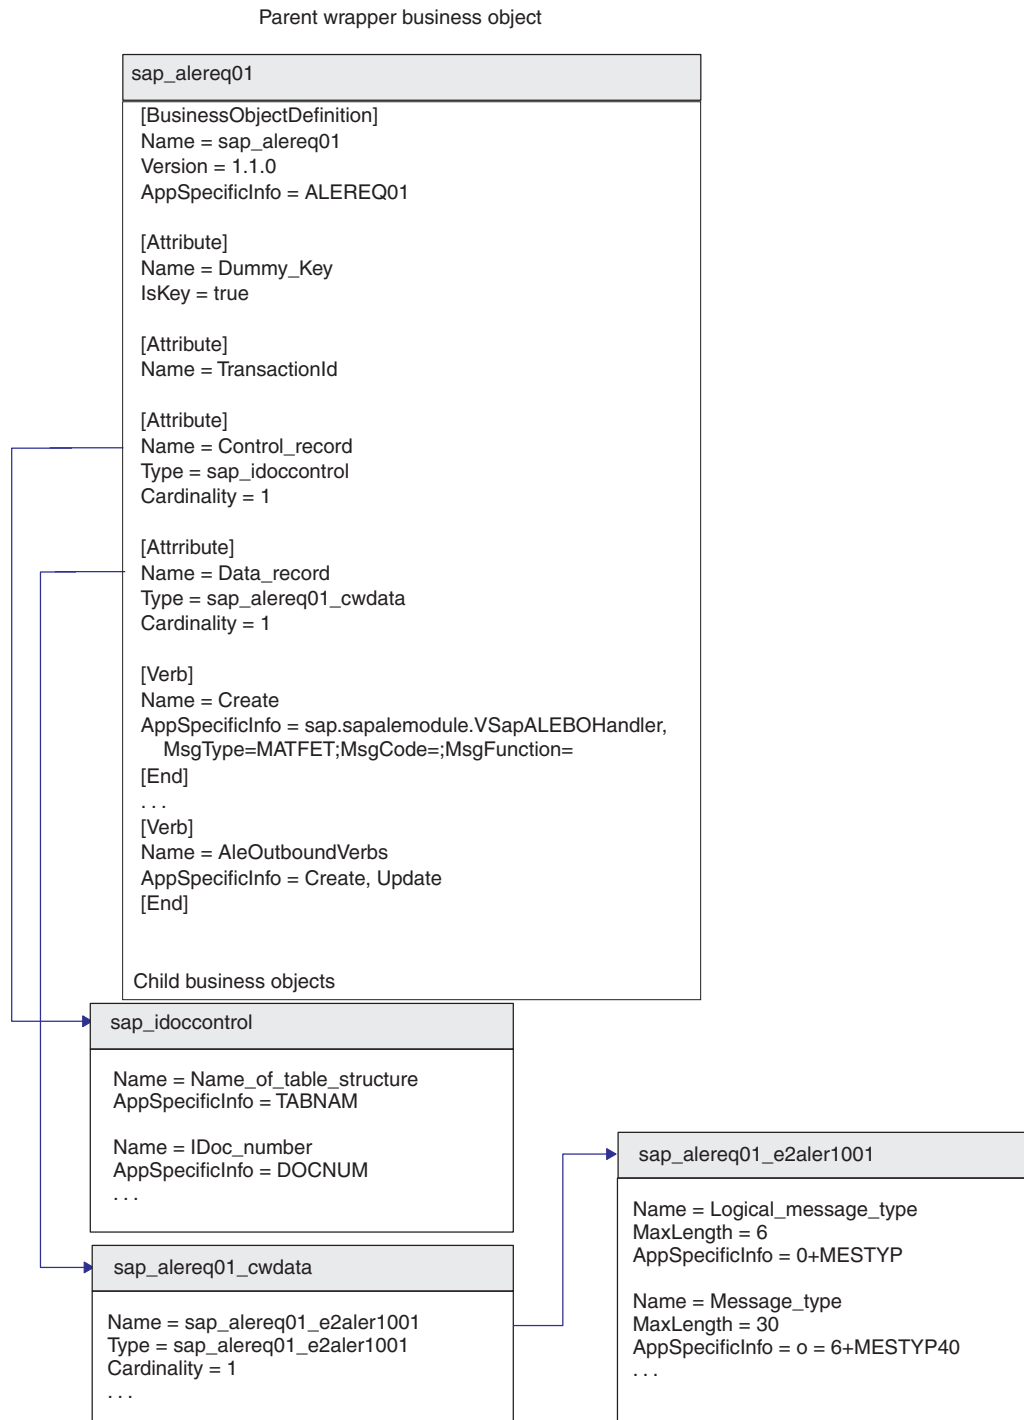 Parent wrapper business object
sap_alereq01
[BusinessObjectDefinition]
Name = sap_alereq01
Version = 1.1.0
AppSpecificInfo = ALEREQ01
[Attribute]
Name = Dummy_Key
IsKey = true
[Attribute]
Name = TransactionId
[Attribute]
Name = Control_record
Type = sap_idoccontrol
Cardinality = 1
[Attrribute]
Name = Data_record
Type = sap_alereq01_cwdata
Cardinality = 1
[Verb]
Name = Create
AppSpecificInfo = sap.sapalemodule.VSapALEBOHandler,
MsgType=MATFET;MsgCode=;MsgFunction=
[End]
. . .
[Verb]
Name = AleOutboundVerbs
AppSpecificInfo = Create, Update
[End]
Child business objects
sap_idoccontrol
Name = Name_of_table_structure
AppSpecificInfo = TABNAM
Name = IDoc_number
AppSpecificInfo = DOCNUM
. . .
sap_alereq01_cwdata
Name = sap_alereq01_e2aler1001
Type = sap_alereq01_e2aler1001
Cardinality = 1
. . .
sap_alereq01_e2aler1001
Name = Logical_message_type
MaxLength = 6
AppSpecificInfo = 0+MESTYP
Name = Message_type
MaxLength = 30
AppSpecificInfo = o = 6+MESTYP40
. . .